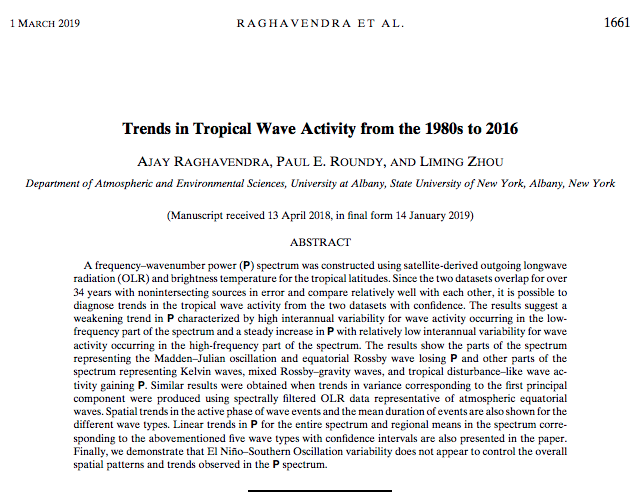 1 MARCH 2019 RAGHAVENDRA ET AL. 1661
Trends in Tropical Wave Activity from the 1980s to 2016
AJAY RAGHAVENDRA, PAUL E. ROUNDY, AND LIMING ZHOU
Department of Atmospheric and Environmental Sciences, University at Albany, State University of New York, Albany, New York
(Manuscript received 13 April 2018, in final form 14 January 2019)
ABSTRACT
A frequency–wavenumber power (P) spectrum was constructed using satellite-derived outgoing longwave
radiation (OLR) and brightness temperature for the tropical latitudes. Since the two datasets overlap for over
34 years with nonintersecting sources in error and compare relatively well with each other, it is possible to
diagnose trends in the tropical wave activity from the two datasets with confidence. The results suggest a
weakening trend in P characterized by high interannual variability for wave activity occurring in the low-
frequency part of the spectrum and a steady increase in P with relatively low interannual variability for wave
activity occurring in the high-frequency part of the spectrum. The results show the parts of the spectrum
representing the Madden–Julian oscillation and equatorial Rossby wave losing P and other parts of the
spectrum representing Kelvin waves, mixed Rossby–gravity waves, and tropical disturbance–like wave ac-
tivity gaining P. Similar results were obtained when trends in variance corresponding to the first principal
component were produced using spectrally filtered OLR data representative of atmospheric equatorial
waves. Spatial trends in the active phase of wave events and the mean duration of events are also shown for the
different wave types. Linear trends in P for the entire spectrum and regional means in the spectrum corre-
sponding to the abovementioned five wave types with confidence intervals are also presented in the paper.
Finally, we demonstrate that El Niño–Southern Oscillation variability does not appear to control the overall
spatial patterns and trends observed in the P spectrum.